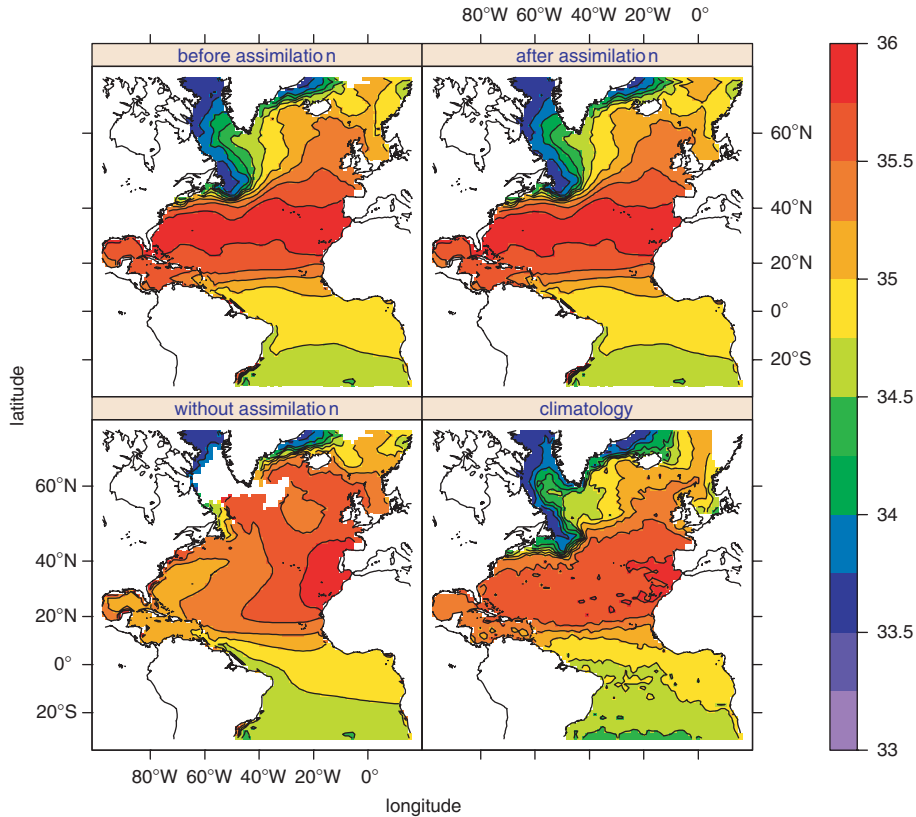 80°W 60°W 40°W 20°W 0°
before assimilation after assimilation
36
35.5
35
34.5
34
33.5
33
60°N
40°N
20°N
0°
20°S
latitude
without assimilation climatology
60°N
40°N
20°N
0°
20°S
80°W 60°W 40°W 20°W 0°
longitude